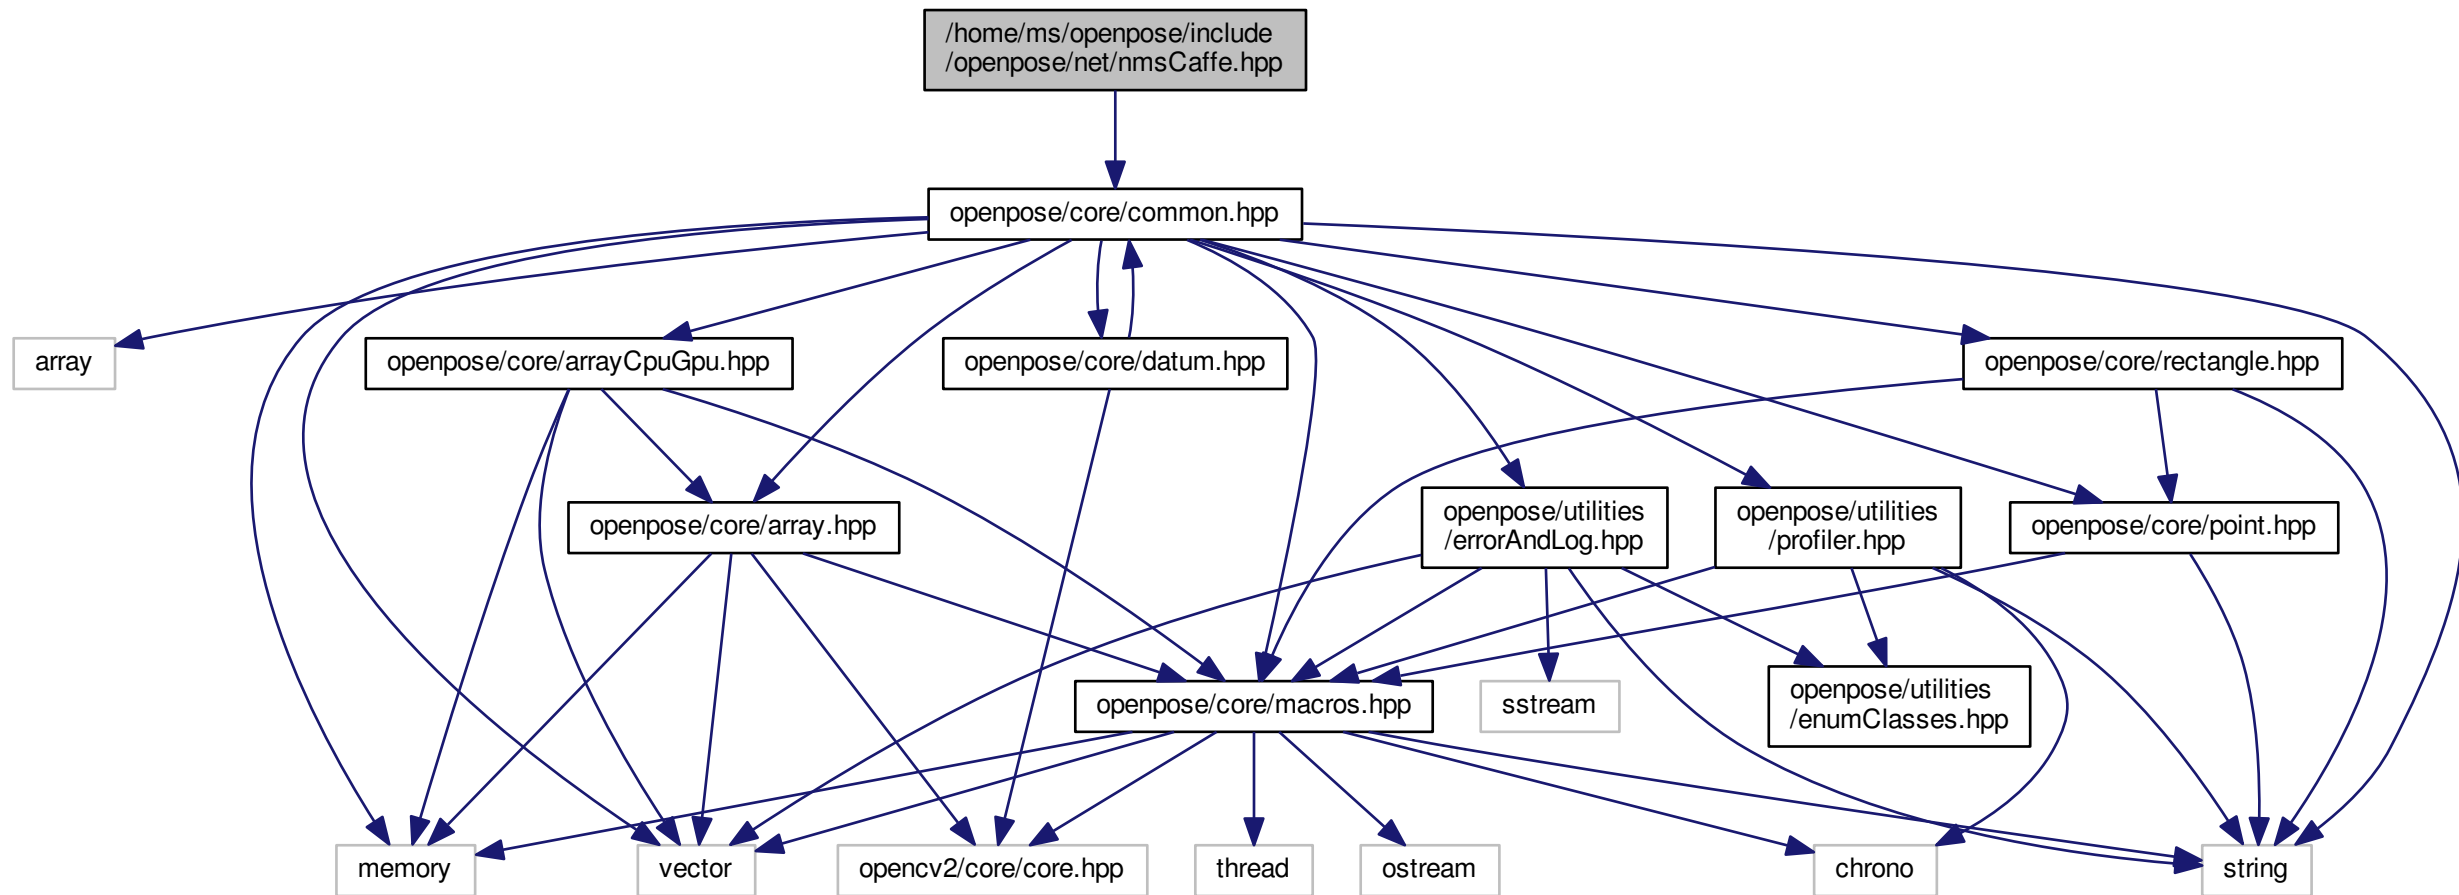 /home/ms/openpose/include
/openpose/net/nmsCaffe.hpp
openpose/core/common.hpp
array
openpose/core/arrayCpuGpu.hpp
openpose/core/datum.hpp
openpose/core/rectangle.hpp
openpose/core/array.hpp
openpose/utilities
/errorAndLog.hpp
openpose/utilities
/profiler.hpp
openpose/core/point.hpp
openpose/core/macros.hpp
sstream
openpose/utilities
/enumClasses.hpp
memory
vector
opencv2/core/core.hpp
thread
ostream
chrono
string